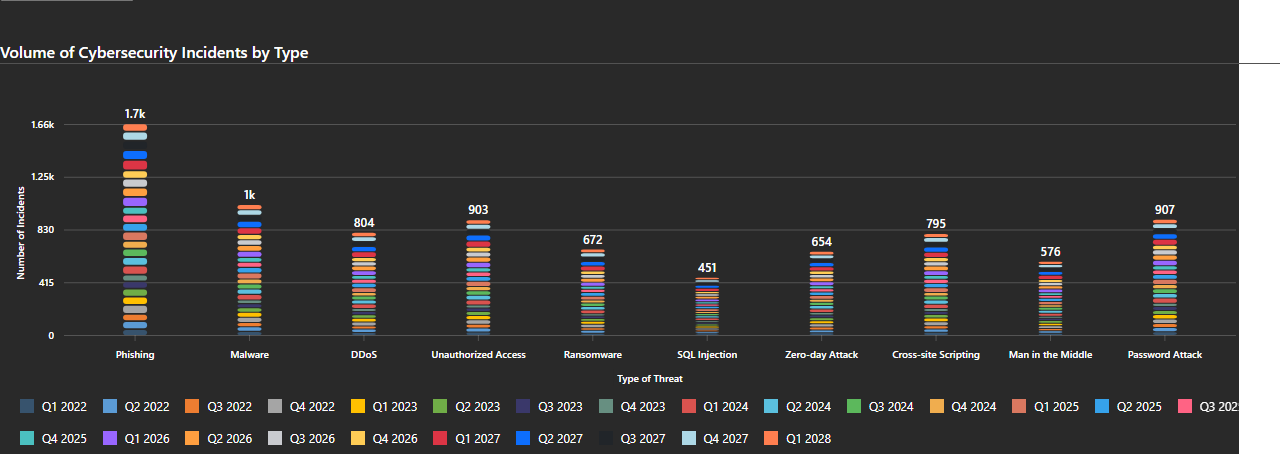 Volume of Cybersecurity Incidents by Type
1.7k
1k
804
903
672
451
654
795
576
907
1.66k
1.25k
830
415
0
Number of Incidents
Phishing Malware DDoS Unauthorized Access Ransomware SQL Injection Zero-day Attack Cross-site Scripting Man in the Middle Password Attack
Type of Threat
Q1 2022 Q2 2022 Q3 2022 Q4 2022 Q1 2023 Q2 2023 Q3 2023 Q4 2023 Q1 2024 Q2 2024 Q3 2024 Q4 2024 Q1 2025 Q2 2025 Q3 202
Q4 2025 Q1 2026 Q2 2026 Q3 2026 Q4 2026 Q1 2027 Q2 2027 Q3 2027 Q4 2027 Q1 2028